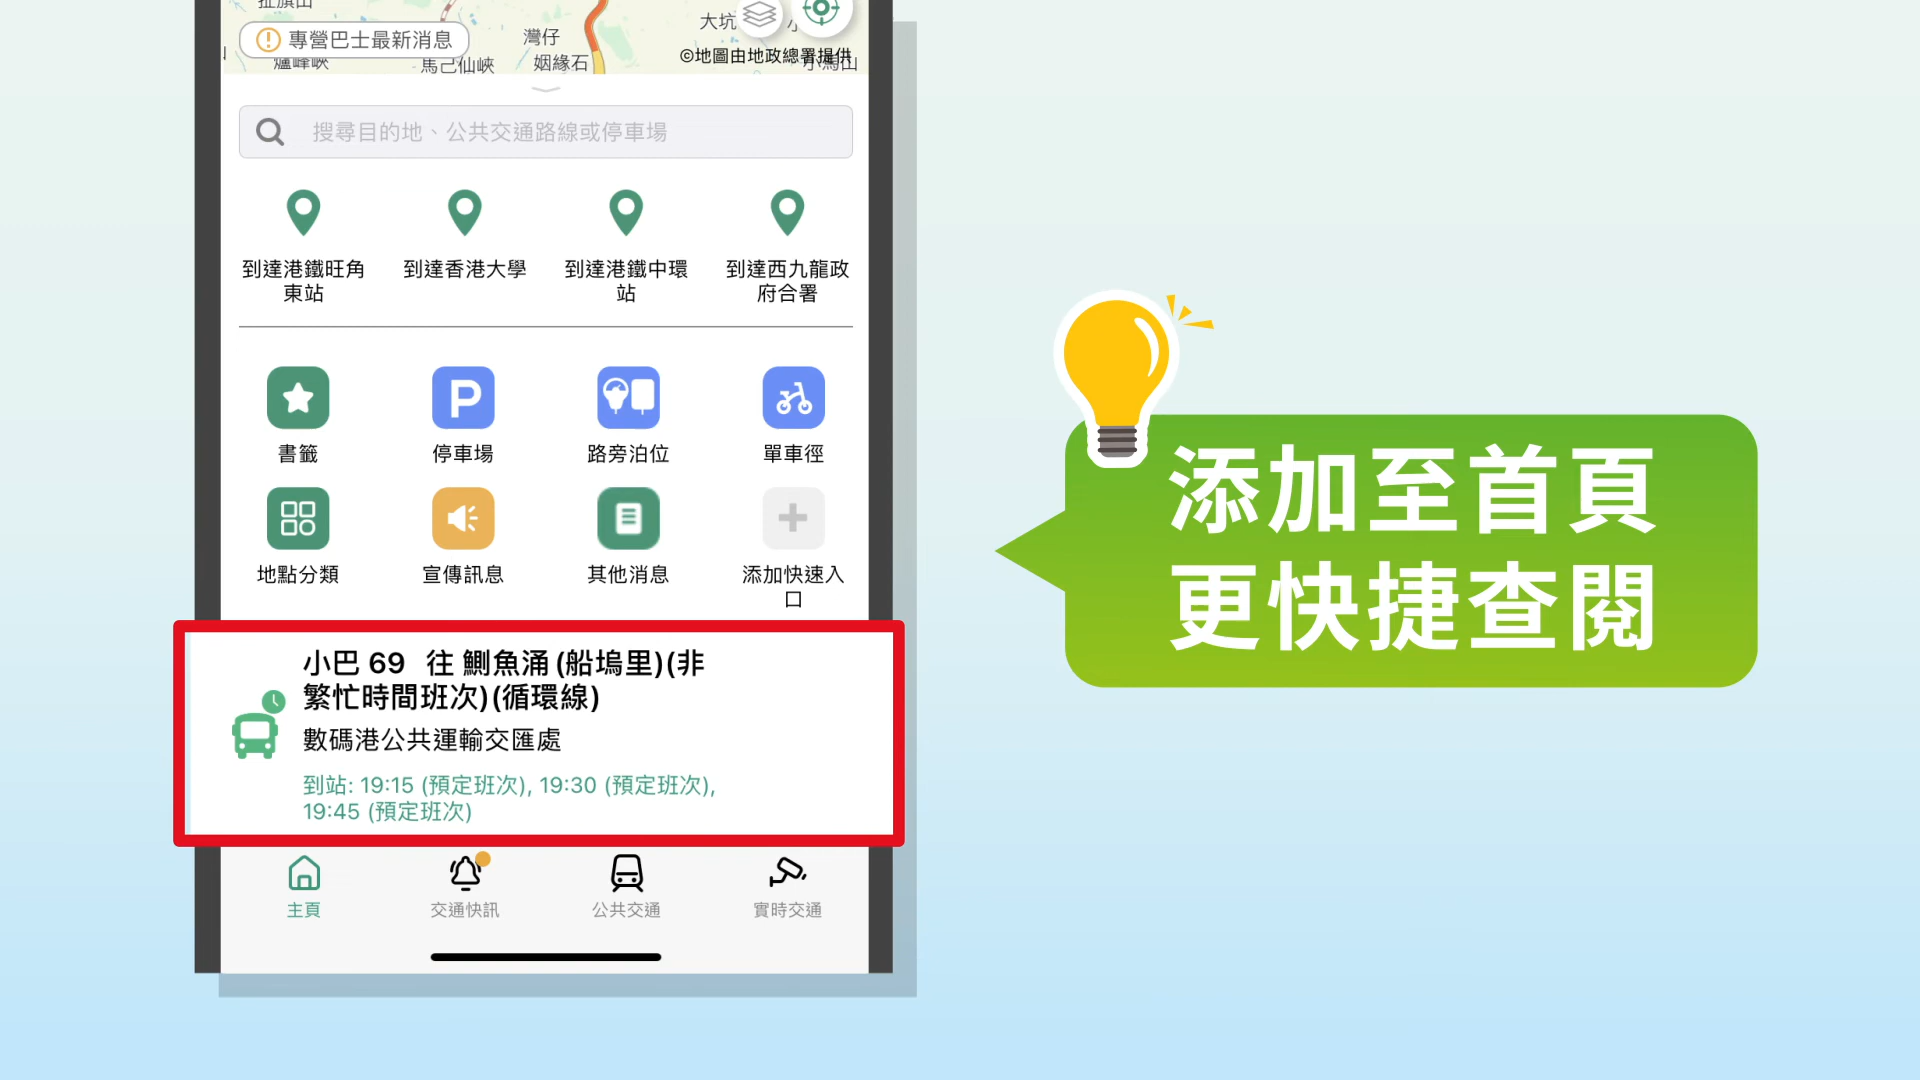 大坑
專營巴士最新消息
灣仔
©地圖由地政總署提供
馬己仙峽
姻緣石
搜尋目的地、公共交通路線或停車場
到達港鐵旺角
東站
到達香港大學
到達港鐵中環
站
到達西九龍政
府合署
書籤
P
停車場
路旁泊位
單車徑
地點分類
宣傳訊息
其他消息
添加快速入
口
小巴 69 往 鰂魚涌 (船塢里)(非
繁忙時間班次)(循環線)
數碼港公共運輸交匯處
到站: 19:15 (預定班次), 19:30 (預定班次),
19:45 (預定班次)
主頁
交通快訊
公共交通
實時交通
添加至首頁
更快捷查閱